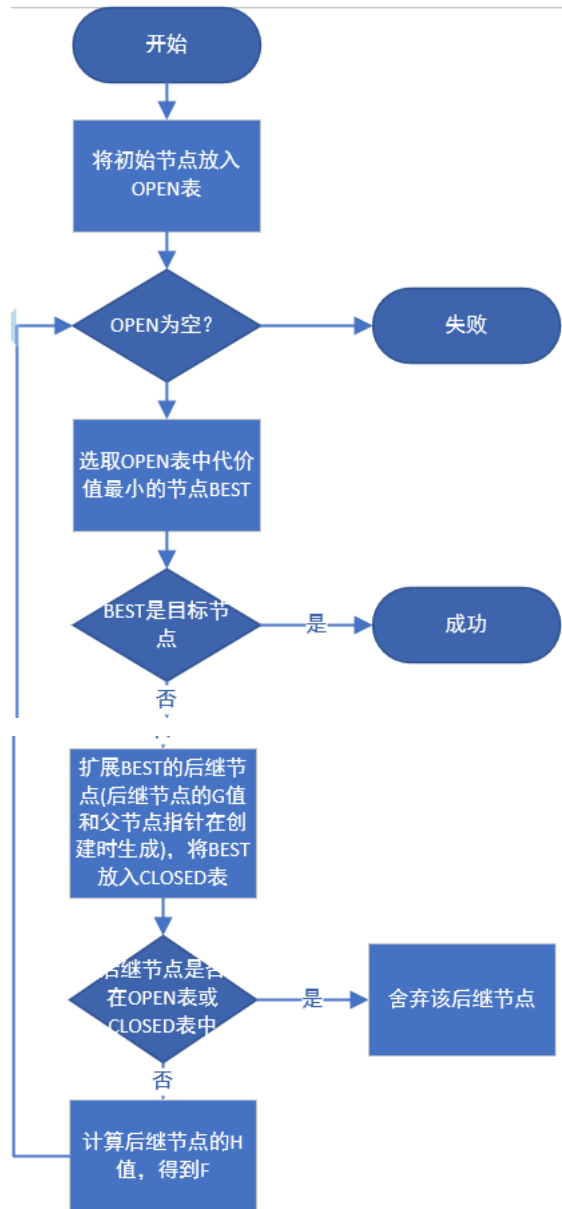 开始
将初始节点放入
OPEN表
OPEN为空?
失败
选取OPEN表中代价
值最小的节点BEST
BEST是目标节
点
是
成功
否
扩展BEST的后继节
点(后继节点的G值
和父节点指针在创
建时生成)，将BEST
放入CLOSED表
后继节点是否
在OPEN表或
CLOSED表中
是
舍弃该后继节点
否
计算后继节点的H
值，得到F